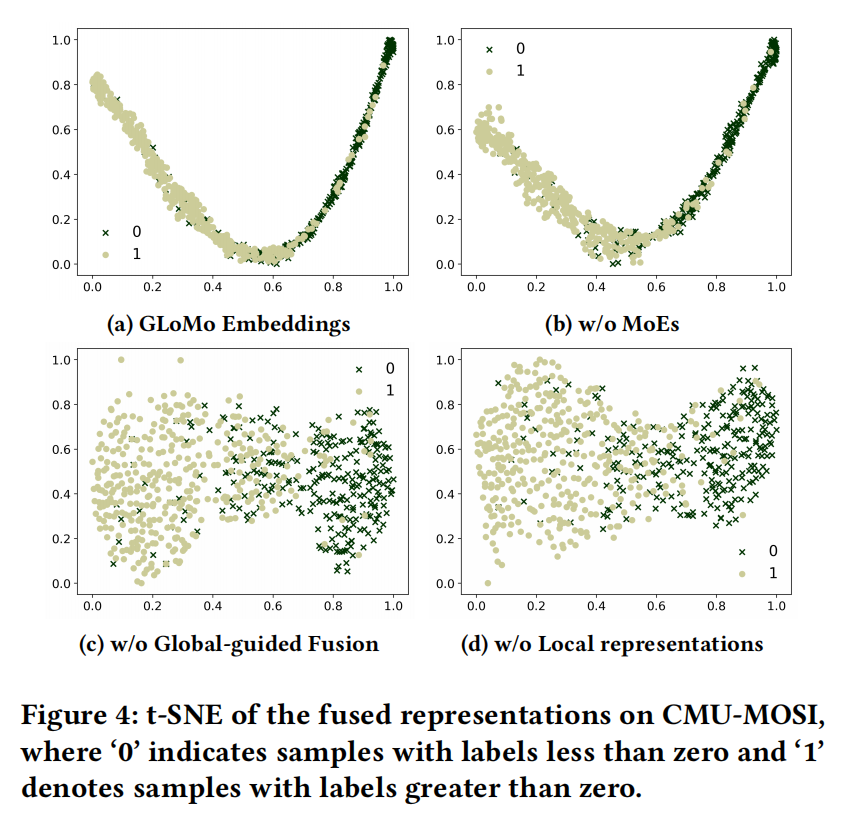 1.0
0.8
0.6
0.4
0.2
0.0
0
1
0.0 0.2 0.4 0.6 0.8 1.0
(a) GLoMo Embeddings
1.0
0.8
0.6
0.4
0.2
0.0
0
1
0.0 0.2 0.4 0.6 0.8 1.0
(b) w/o MoEs
1.0
0.8
0.6
0.4
0.2
0.0
0
1
0.0 0.2 0.4 0.6 0.8 1.0
(c) w/o Global-guided Fusion
1.0
0.8
0.6
0.4
0.2
0.0
0
1
0.0 0.2 0.4 0.6 0.8 1.0
(d) w/o Local representations
Figure 4: t-SNE of the fused representations on CMU-MOSI,
where ‘0’ indicates samples with labels less than zero and ‘1’
denotes samples with labels greater than zero.